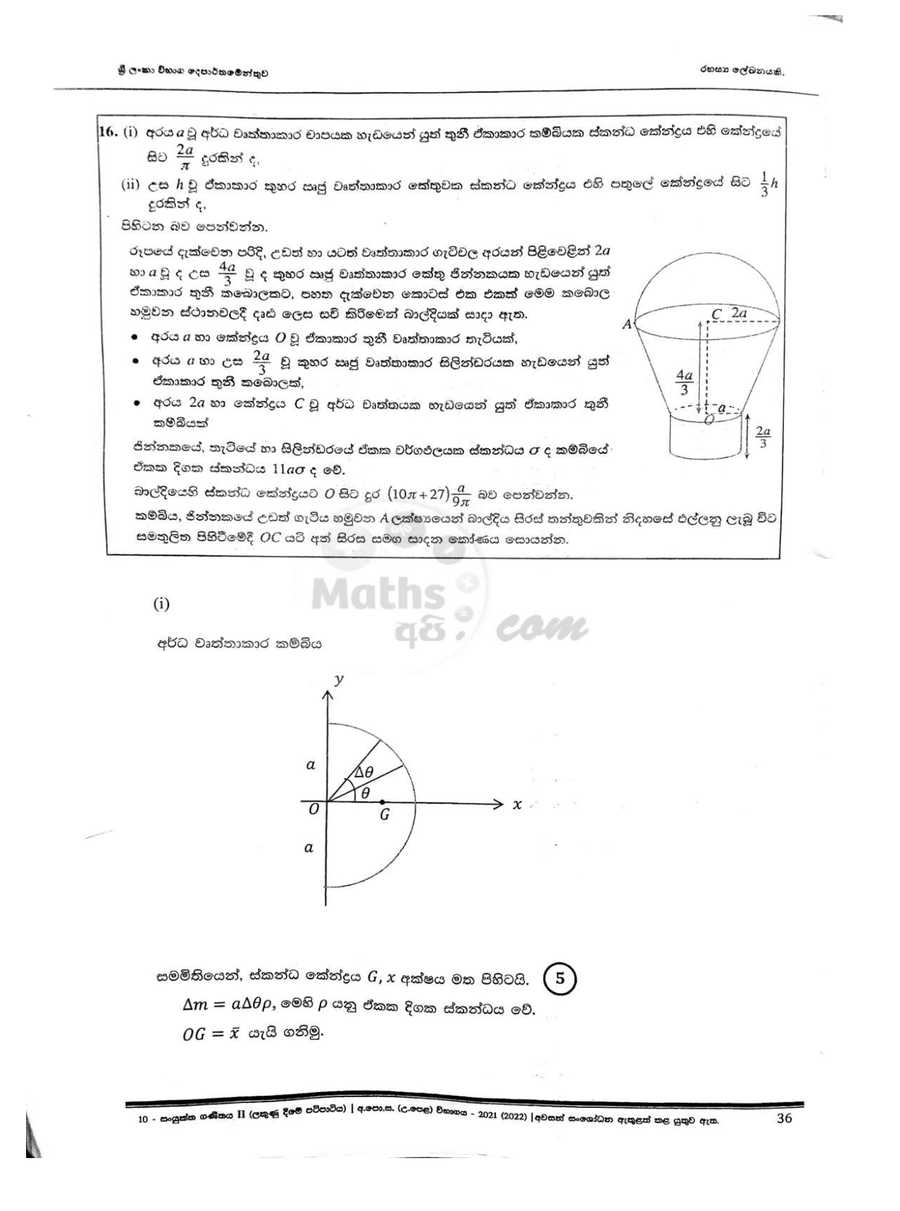 ශ්‍රී ලංකා විභාග දෙපාර්තමේන්තුව
රහස්‍ය ලේඛනයකි.
16. (i) අරය a වූ අර්ධ වෘත්තාකාර චාපයක හැඩයෙන් යුත් තුනී ඒකාකාර කම්බියක ස්කන්ධ කේන්ද්‍රය එහි කේන්ද්‍රයේ
සිට 2a/π දුරකින් ද,
(ii) උස h වූ ඒකාකාර කුහර සෘජු වෘත්තාකාර කේතුවක ස්කන්ධ කේන්ද්‍රය එහි පතුලේ කේන්ද්‍රයේ සිට 1/3 h
දුරකින් ද,
පිහිටන බව පෙන්වන්න.
රූපයේ දැක්වෙන පරිදි, උඩත් හා යටත් වෘත්තාකාර ගැටිවල අරයන් පිළිවෙළින් 2a
හා a වූ ද උස 4a/3 වූ ද කුහර සෘජු වෘත්තාකාර කේතු ජින්නකයක හැඩයෙන් යුත්
ඒකාකාර තුනී කබොලකට, පහත දැක්වෙන කොටස් එක එකක් මෙම කබොල
හමුවන ස්ථානවලදී දෘඪ ලෙස සවි කිරීමෙන් බාල්දියක් සාදා ඇත.
• අරය a හා කේන්ද්‍රය O වූ ඒකාකාර තුනී වෘත්තාකාර තැටියක්,
• අරය a හා උස 2a/3 වූ කුහර සෘජු වෘත්තාකාර සිලින්ඩරයක හැඩයෙන් යුත්
ඒකාකාර තුනී කබොලක්,
• අරය 2a හා කේන්ද්‍රය C වූ අර්ධ වෘත්තයක හැඩයෙන් යුත් ඒකාකාර තුනී
කම්බියක්
A
C 2a
4a/3
a
O
2a/3
ජින්නකයේ, තැටියේ හා සිලින්ඩරයේ ඒකක වර්ගඵලයක ස්කන්ධය σ ද කම්බියේ
ඒකක දිගක ස්කන්ධය 11aσ ද වේ.
බාල්දියෙහි ස්කන්ධ කේන්ද්‍රයට O සිට දුර (10π + 27) a/9π බව පෙන්වන්න.
කම්බිය, ජින්නකයේ උඩත් ගැටිය හමුවන A ලක්ෂ්‍යයෙන් බාල්දිය සිරස් තන්තුවකින් නිදහසේ එල්ලනු ලැබූ විට
සමතුලිත පිහිටීමේදී OC යටි අත් සිරස සමග සාදන කෝණය සොයන්න.
Maths
අපි . com
(i)
අර්ධ වෘත්තාකාර කම්බිය
y
a
Δθ
θ
O
G
x
a
සමමිතියෙන්, ස්කන්ධ කේන්ද්‍රය G, x අක්ෂය මත පිහිටයි. 5
Δm = aΔθρ, මෙහි ρ යනු ඒකක දිගක ස්කන්ධය වේ.
OG = x̄ යැයි ගනිමු.
10 - සංයුක්ත ගණිතය II (ලකුණු දීමේ පටිපාටිය) | අ.පො.ස. (උ.පෙළ) විභාගය - 2021 (2022) | අවසන් සංශෝධන ඇතුළත් කළ යුතුව ඇත.
36